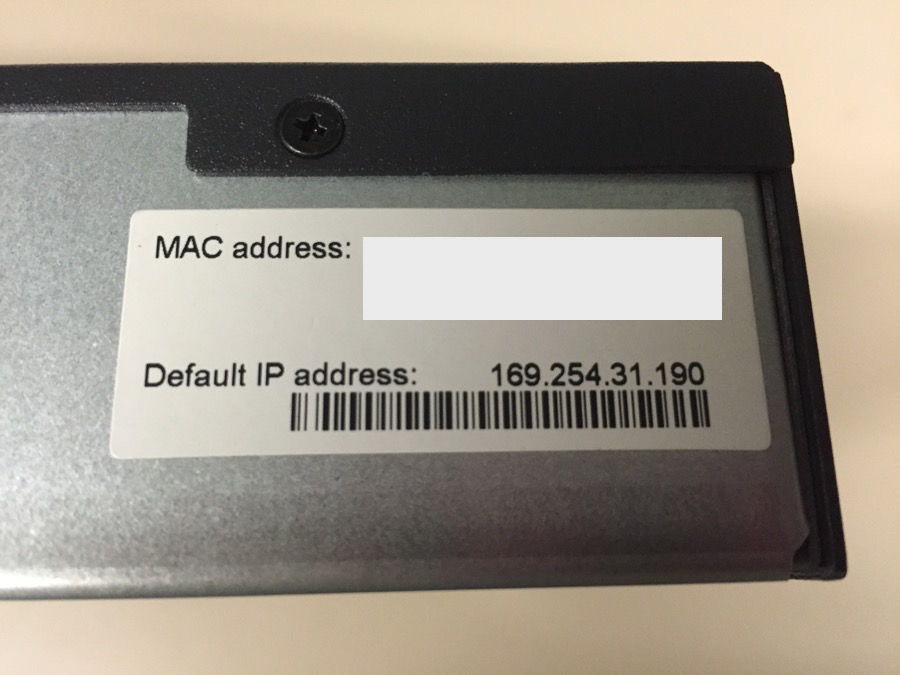 MAC address:
Default IP address: 169.254.31.190